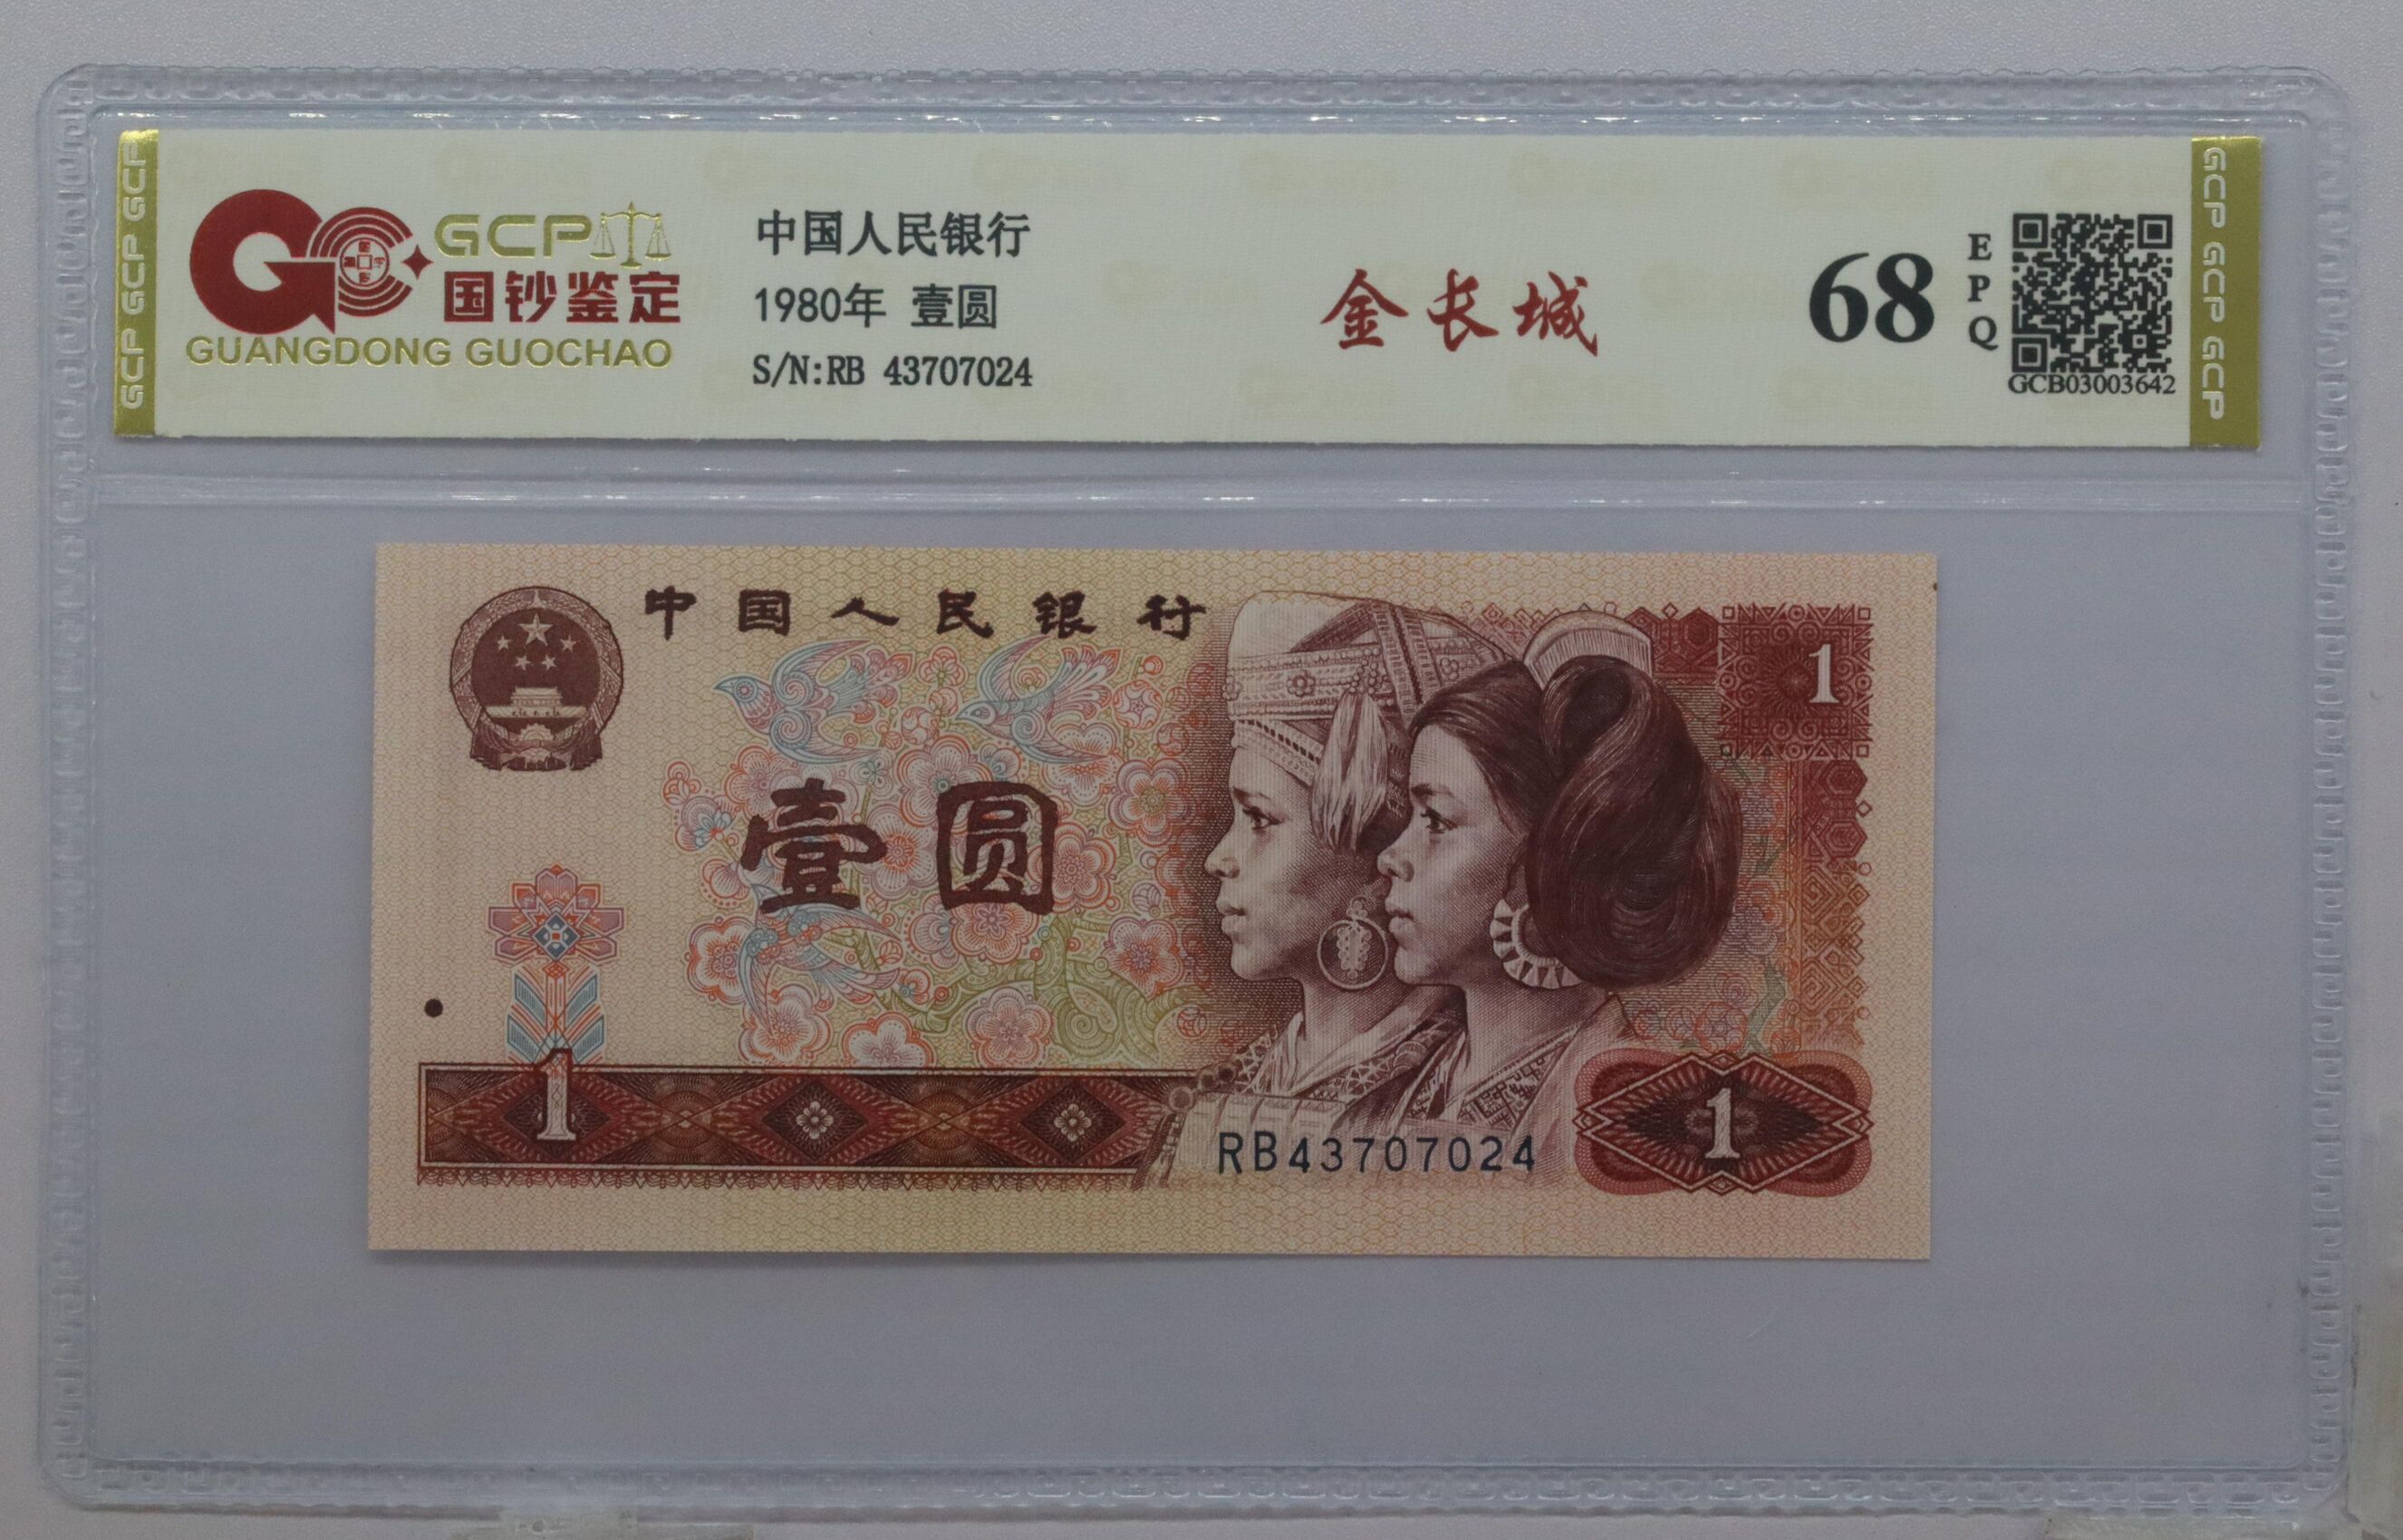 GCP GCP GCP
GCP
国钞鉴定
GUANGDONG GUOCHAO
中国人民银行
1980年 壹圆
S/N:RB 43707024
金长城
68
EPQ
GCB03003642
GCP GCP GCP
中国人民银行
1
壹圆
1
RB43707024
1